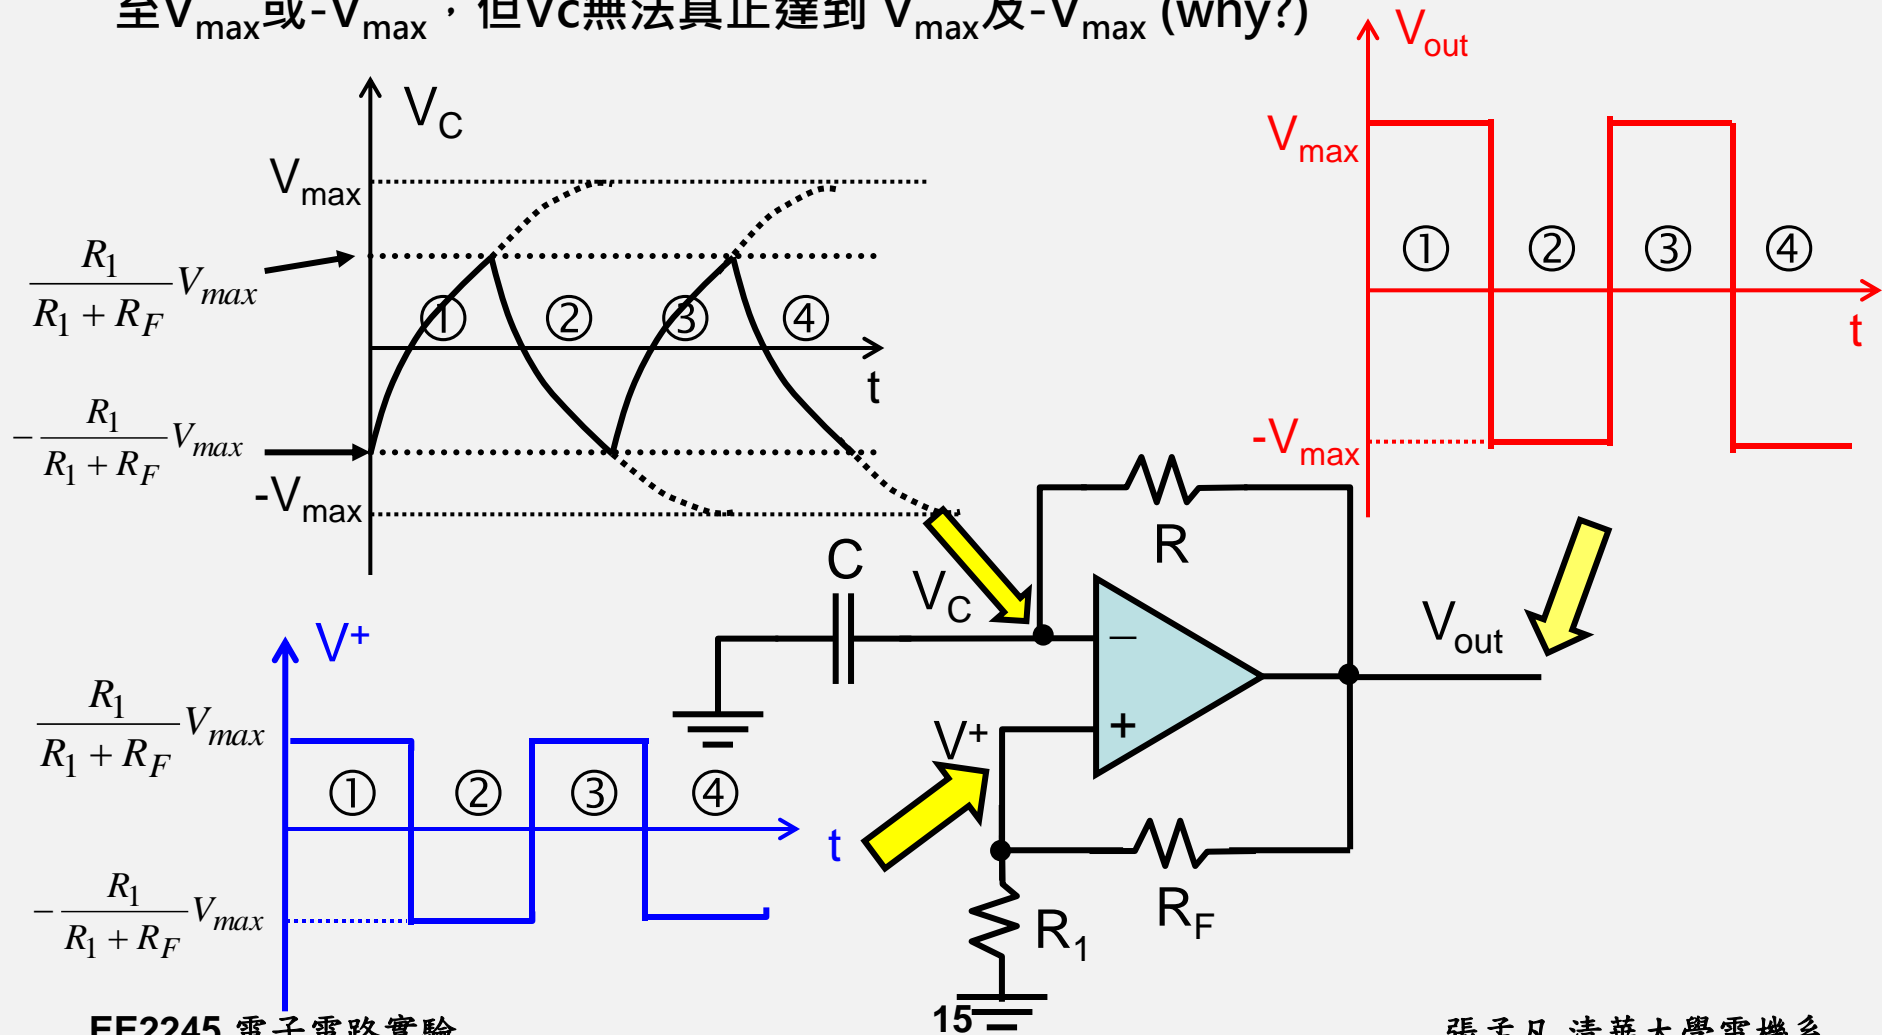 至Vmax或-Vmax，但Vc無法真正達到 Vmax及-Vmax (why?)
VC
Vmax
R1
R1 + RF
Vmax
① ② ③ ④
t
- R1
R1 + RF
Vmax
-Vmax
Vout
Vmax
① ② ③ ④
t
-Vmax
R
C
VC
−
+
Vout
V+
RF
R1
V+
R1
R1 + RF
Vmax
① ② ③ ④
t
- R1
R1 + RF
Vmax
EE2245 電子電路實驗
15
張孟凡 清華大學電機系